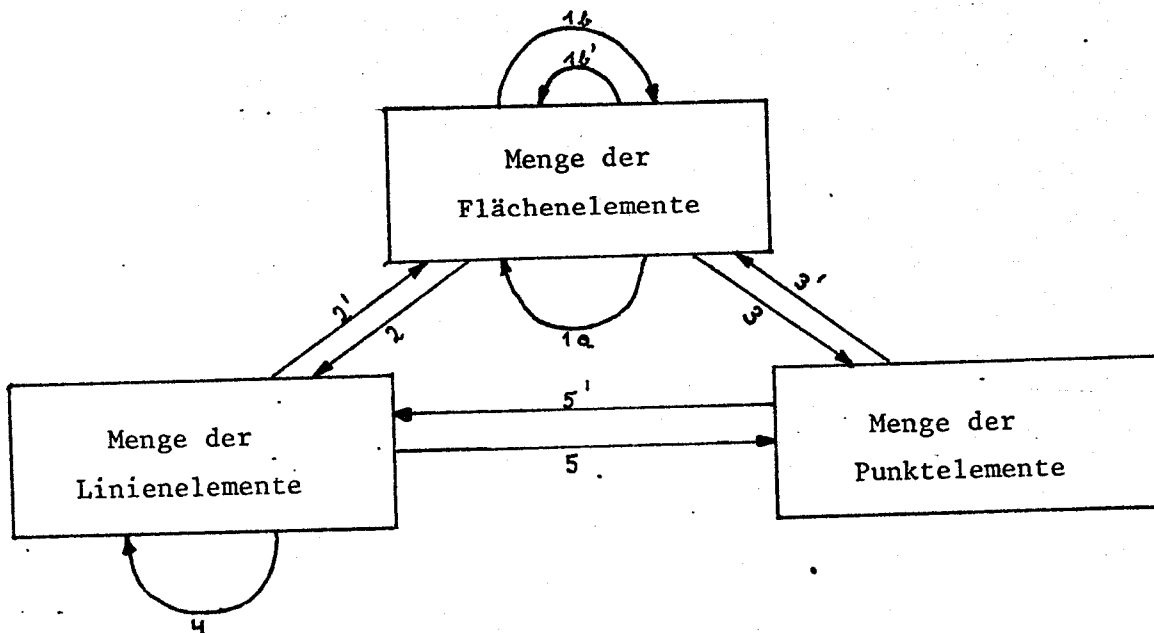 1b
1b'
Menge der
Flächenelemente
2'
2
1a
3
3'
5'
5
Menge der
Linienelemente
Menge der
Punktelemente
4